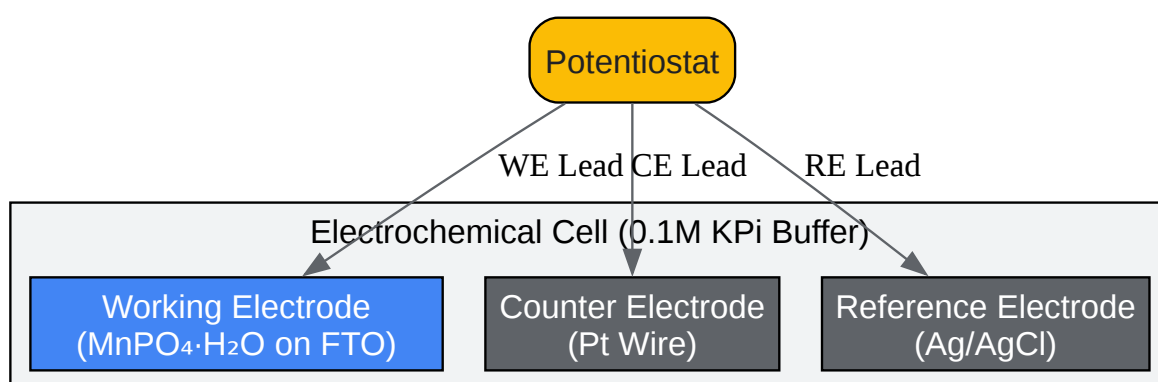 Potentiostat
WE Lead
CE Lead
RE Lead
Electrochemical Cell (0.1M KPi Buffer)
Working Electrode
(MnPO₄·H₂O on FTO)
Counter Electrode
(Pt Wire)
Reference Electrode
(Ag/AgCl)